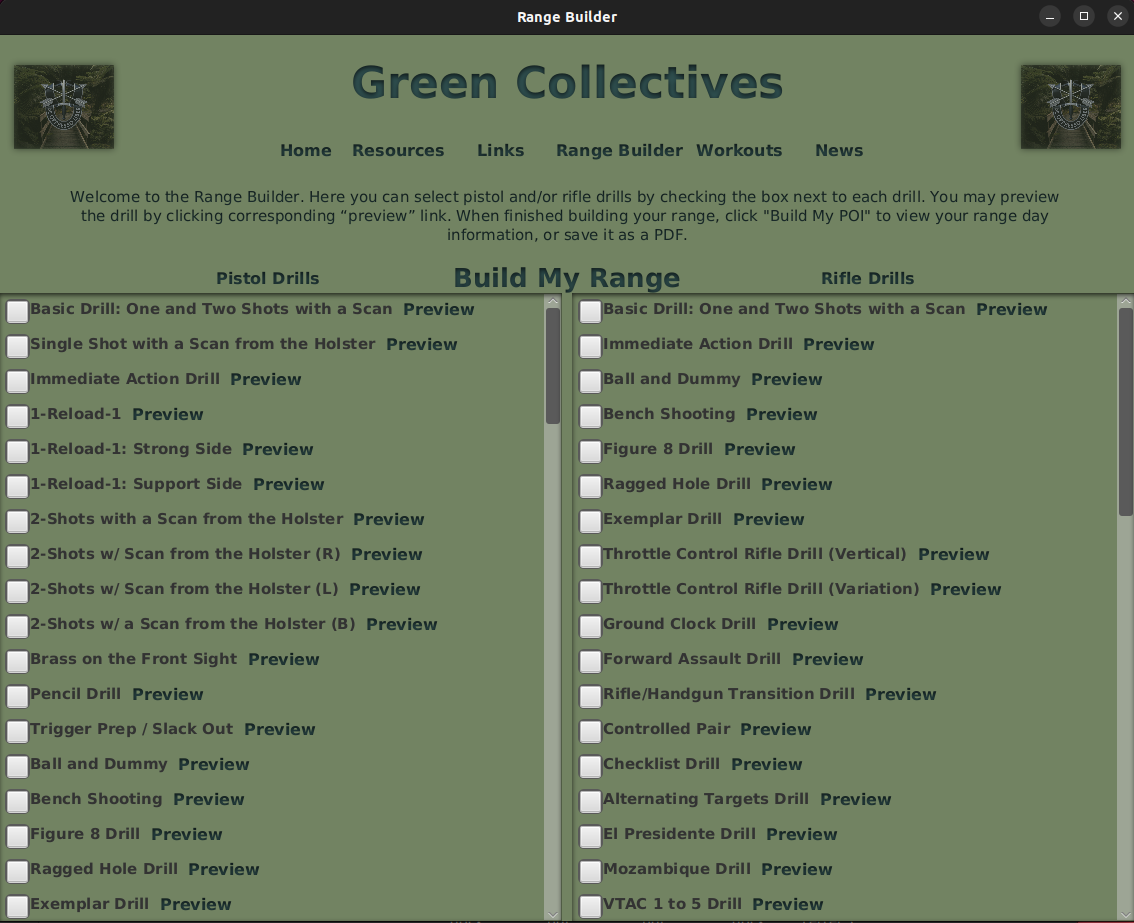 Range Builder
Green Collectives
Home Resources Links Range Builder Workouts News
Welcome to the Range Builder. Here you can select pistol and/or rifle drills by checking the box next to each drill. You may preview
the drill by clicking corresponding “preview” link. When finished building your range, click "Build My POI" to view your range day
information, or save it as a PDF.
Build My Range
Pistol Drills
Basic Drill: One and Two Shots with a Scan Preview
Single Shot with a Scan from the Holster Preview
Immediate Action Drill Preview
1-Reload-1 Preview
1-Reload-1: Strong Side Preview
1-Reload-1: Support Side Preview
2-Shots with a Scan from the Holster Preview
2-Shots w/ Scan from the Holster (R) Preview
2-Shots w/ Scan from the Holster (L) Preview
2-Shots w/ a Scan from the Holster (B) Preview
Brass on the Front Sight Preview
Pencil Drill Preview
Trigger Prep / Slack Out Preview
Ball and Dummy Preview
Bench Shooting Preview
Figure 8 Drill Preview
Ragged Hole Drill Preview
Exemplar Drill Preview
Rifle Drills
Basic Drill: One and Two Shots with a Scan Preview
Immediate Action Drill Preview
Ball and Dummy Preview
Bench Shooting Preview
Figure 8 Drill Preview
Ragged Hole Drill Preview
Exemplar Drill Preview
Throttle Control Rifle Drill (Vertical) Preview
Throttle Control Rifle Drill (Variation) Preview
Ground Clock Drill Preview
Forward Assault Drill Preview
Rifle/Handgun Transition Drill Preview
Controlled Pair Preview
Checklist Drill Preview
Alternating Targets Drill Preview
El Presidente Drill Preview
Mozambique Drill Preview
VTAC 1 to 5 Drill Preview